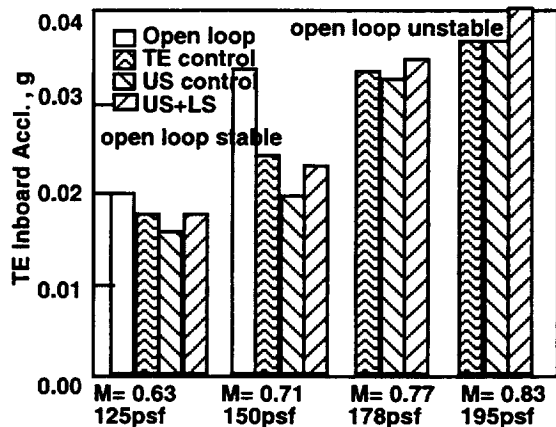 0.04
0.03
0.02
0.01
0.00
TE Inboard Accl., g
Open loop
TE control
US control
US+LS
open loop stable
open loop unstable
M= 0.63
125psf
M= 0.71
150psf
M= 0.77
178psf
M= 0.83
195psf